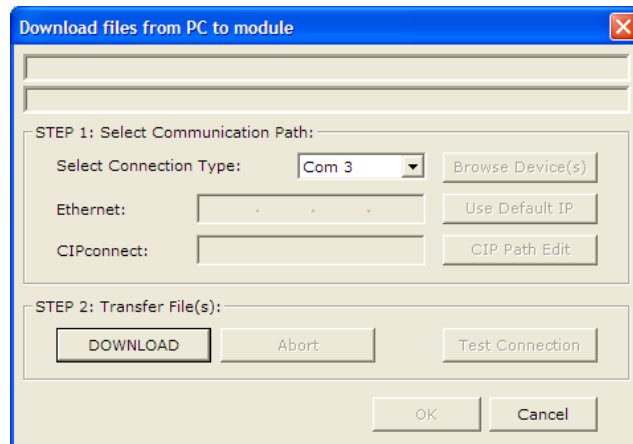 Download files from PC to module
STEP 1: Select Communication Path:
Select Connection Type: Com 3 Browse Device(s)
Ethernet: . . . Use Default IP
CIPconnect: CIP Path Edit
STEP 2: Transfer File(s):
DOWNLOAD Abort Test Connection
OK Cancel